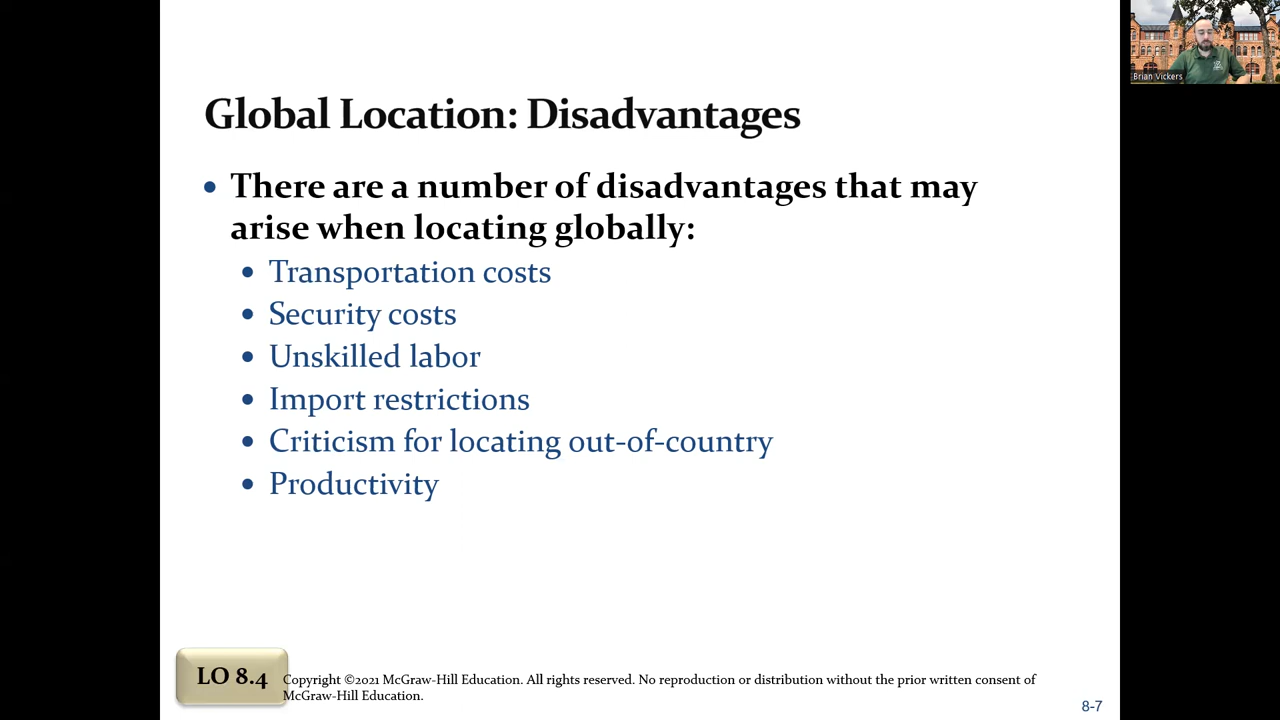 Brian Vickers
Global Location: Disadvantages
• There are a number of disadvantages that may
arise when locating globally:
• Transportation costs
• Security costs
• Unskilled labor
• Import restrictions
• Criticism for locating out-of-country
• Productivity
LO 8.4
Copyright ©2021 McGraw-Hill Education. All rights reserved. No reproduction or distribution without the prior written consent of
McGraw-Hill Education.
8-7